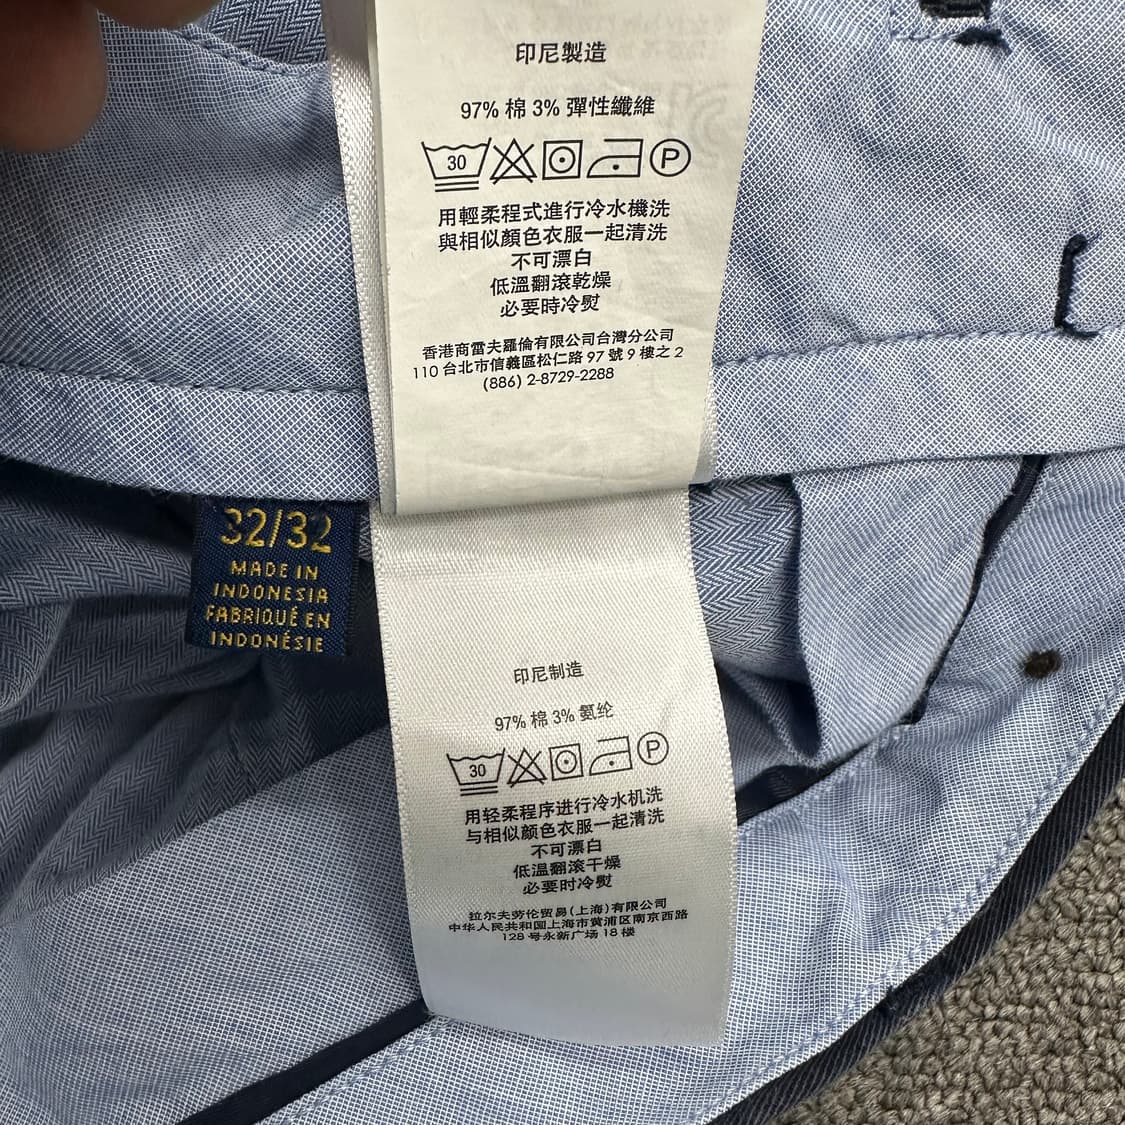 印尼製造
97% 棉 3% 彈性纖維
30 P
用輕柔程式進行冷水機洗
與相似顏色衣服一起清洗
不可漂白
低溫翻滾乾燥
必要時冷熨
香港商雷夫羅倫有限公司台灣分公司
110 台北市信義區松仁路 97 號 9 樓之 2
(886) 2-8729-2288
32/32
MADE IN
INDONESIA
FABRIQUÉ EN
INDONÉSIE
印尼制造
97% 棉 3% 氨纶
30 P
用轻柔程序进行冷水机洗
与相似颜色衣服一起清洗
不可漂白
低温翻滚干燥
必要时冷熨
拉尔夫劳伦贸易(上海)有限公司
中华人民共和国上海市黄浦区南京西路
128 号永新广场 18 楼